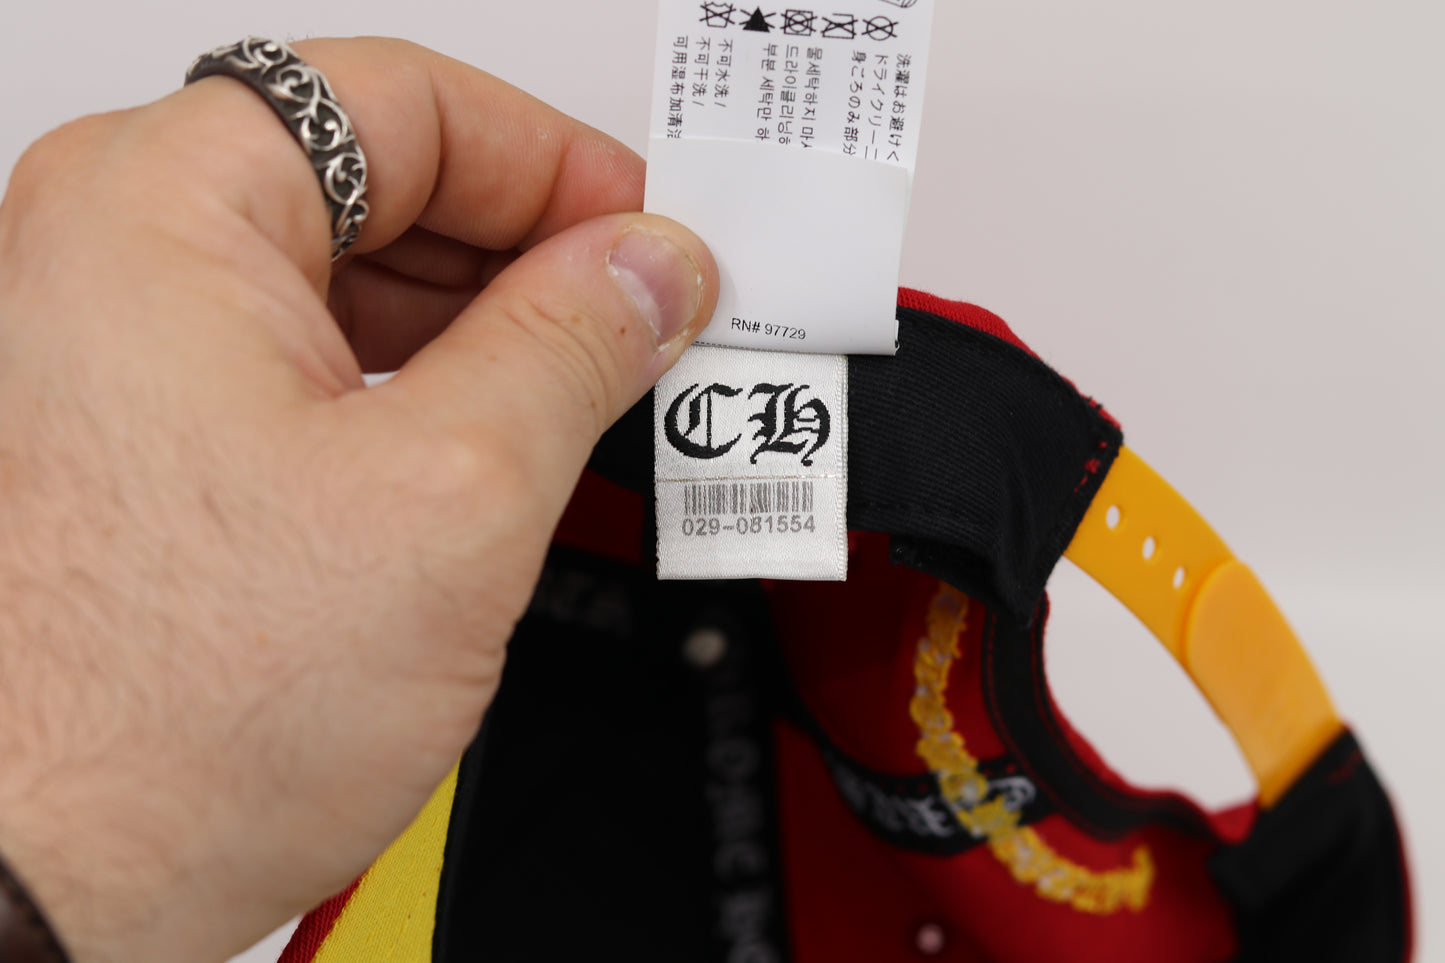 洗濯はお避けく
ドライクリーニ
身ごろのみ部分
물세탁하지 마시
드라이클리닝하
부분 세탁만 하
不可水洗 /
不可干洗 /
可用湿布加清洁
RN# 97729
CH
029-081554